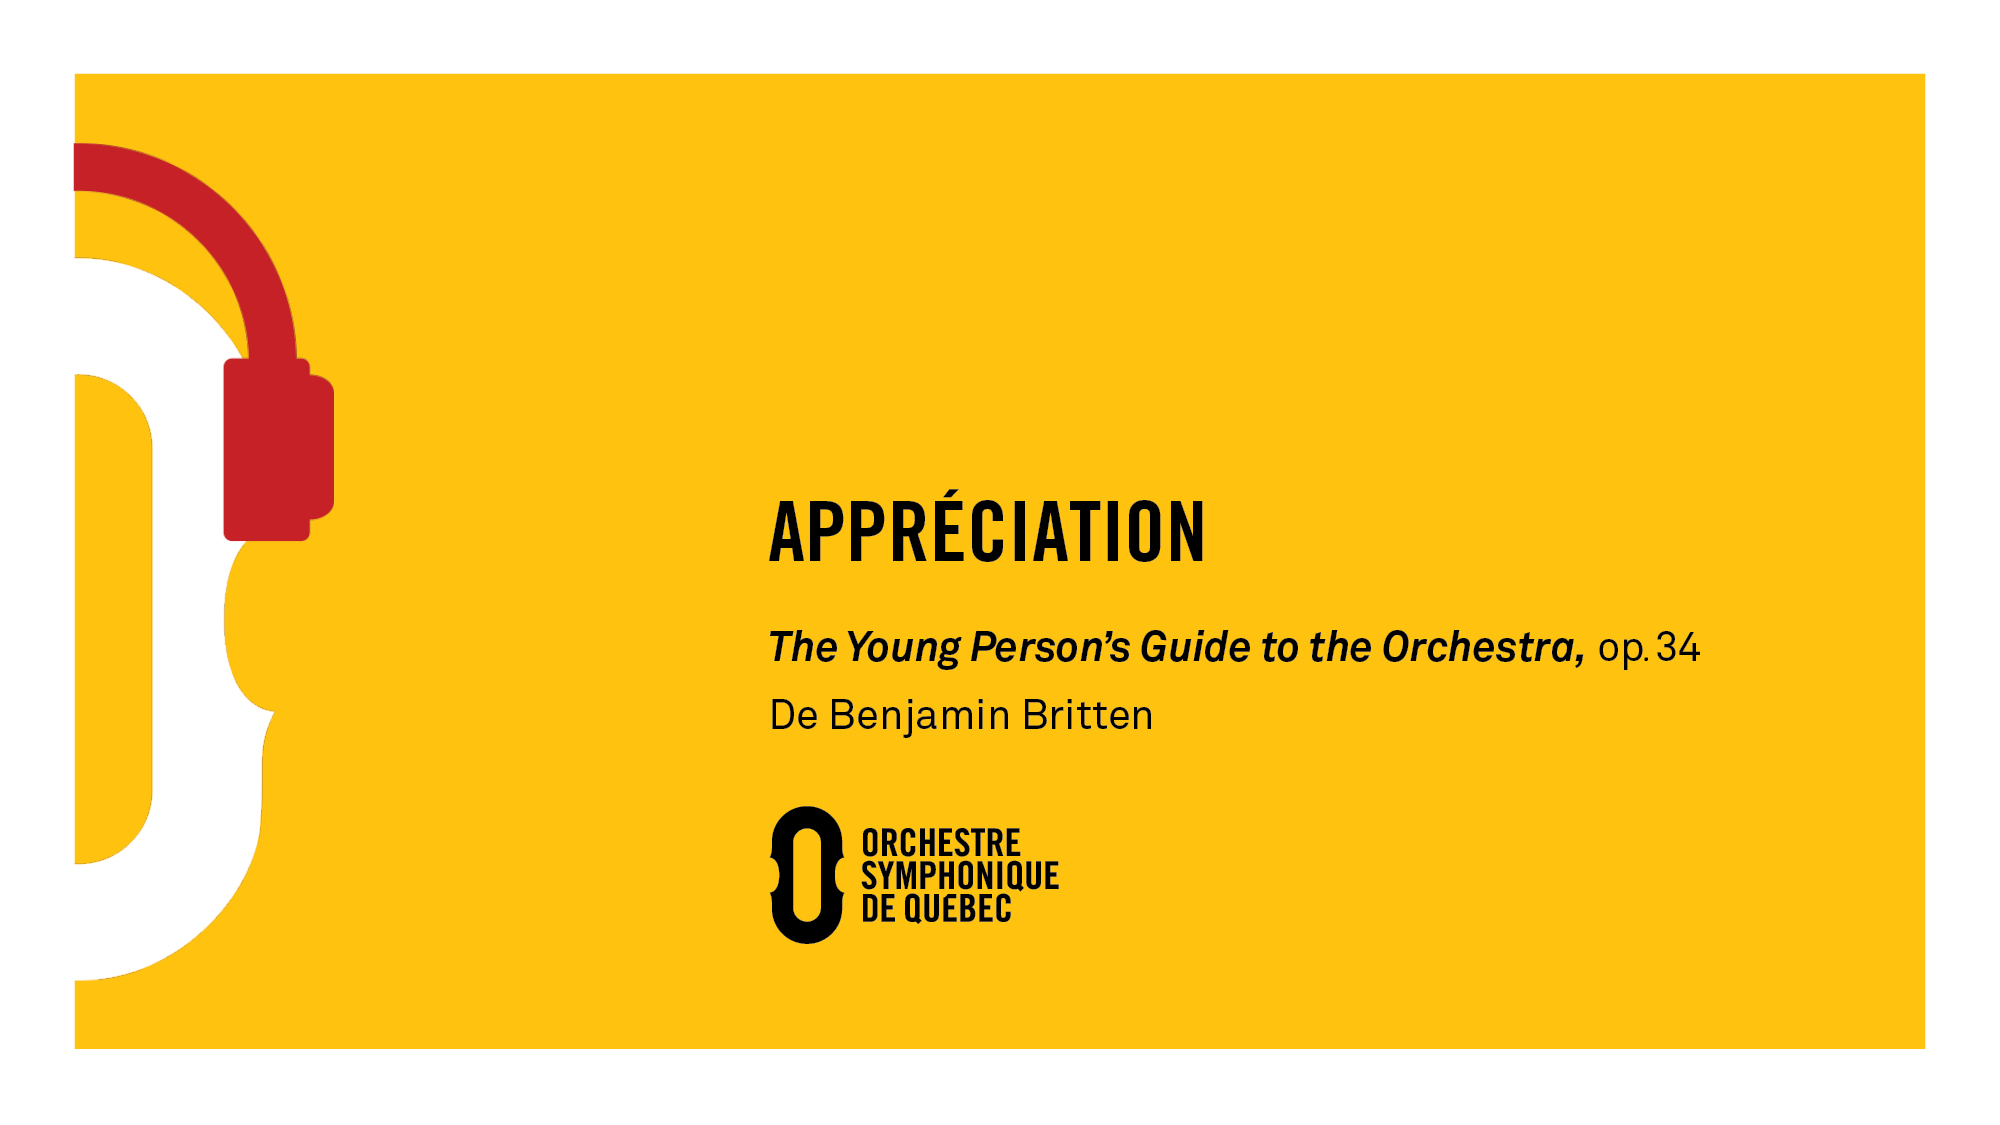 APPRÉCIATION
The Young Person’s Guide to the Orchestra, op. 34
De Benjamin Britten
ORCHESTRE
SYMPHONIQUE
DE QUÉBEC